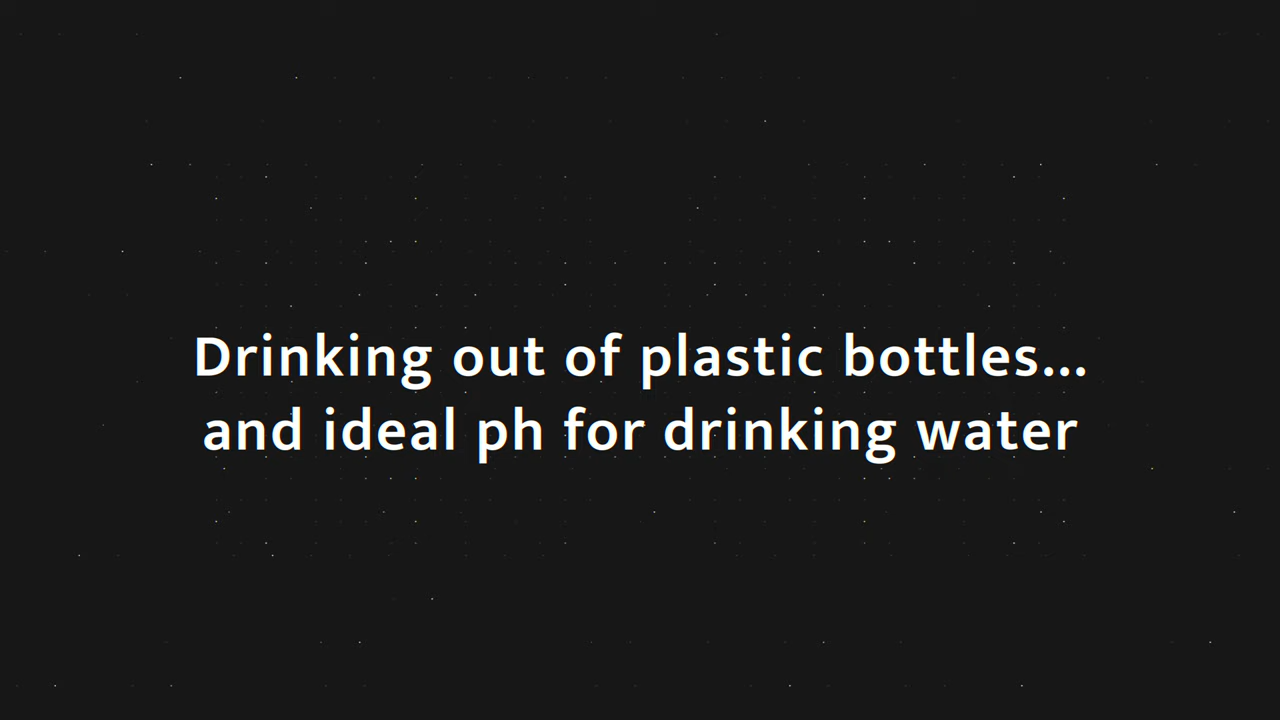 Drinking out of plastic bottles...
and ideal ph for drinking water